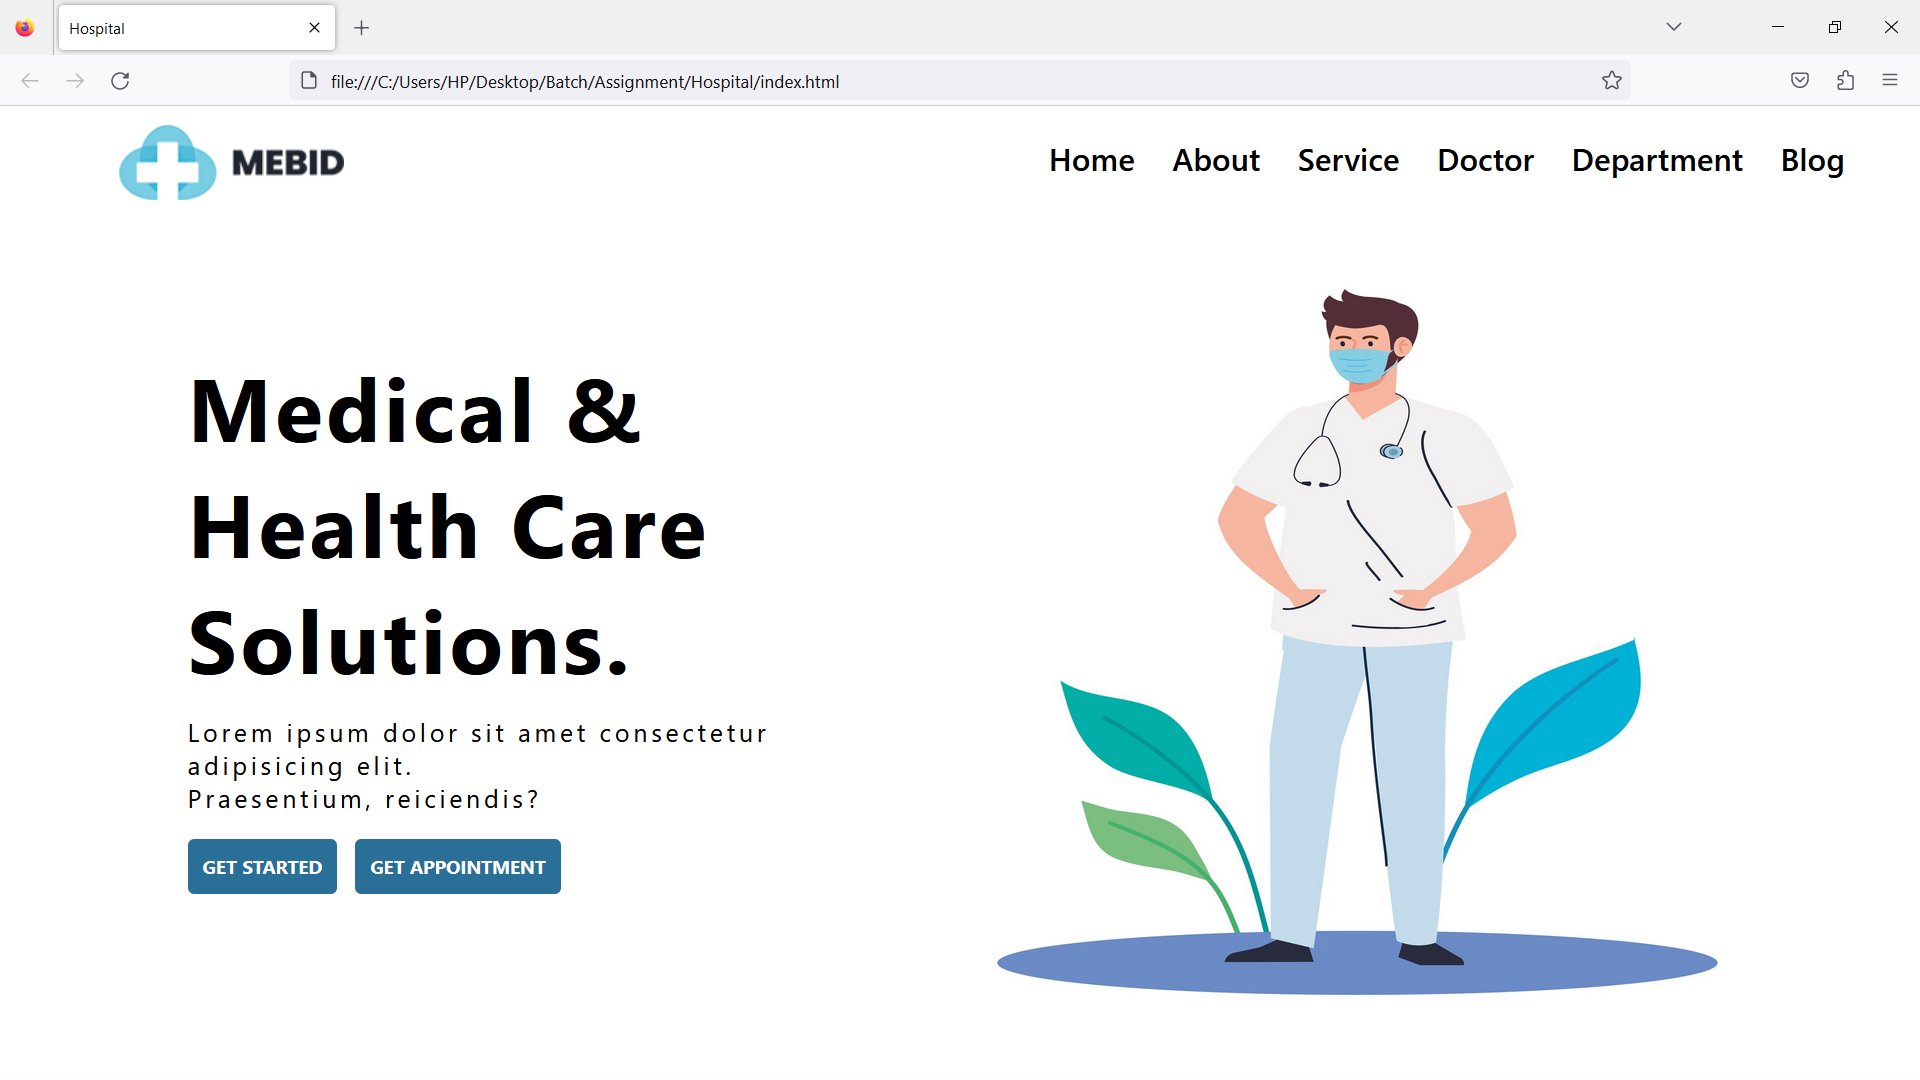 Hospital
file:///C:/Users/HP/Desktop/Batch/Assignment/Hospital/index.html
MEBID
Home About Service Doctor Department Blog
Medical &
Health Care
Solutions.
Lorem ipsum dolor sit amet consectetur
adipisicing elit.
Praesentium, reiciendis?
GET STARTED GET APPOINTMENT